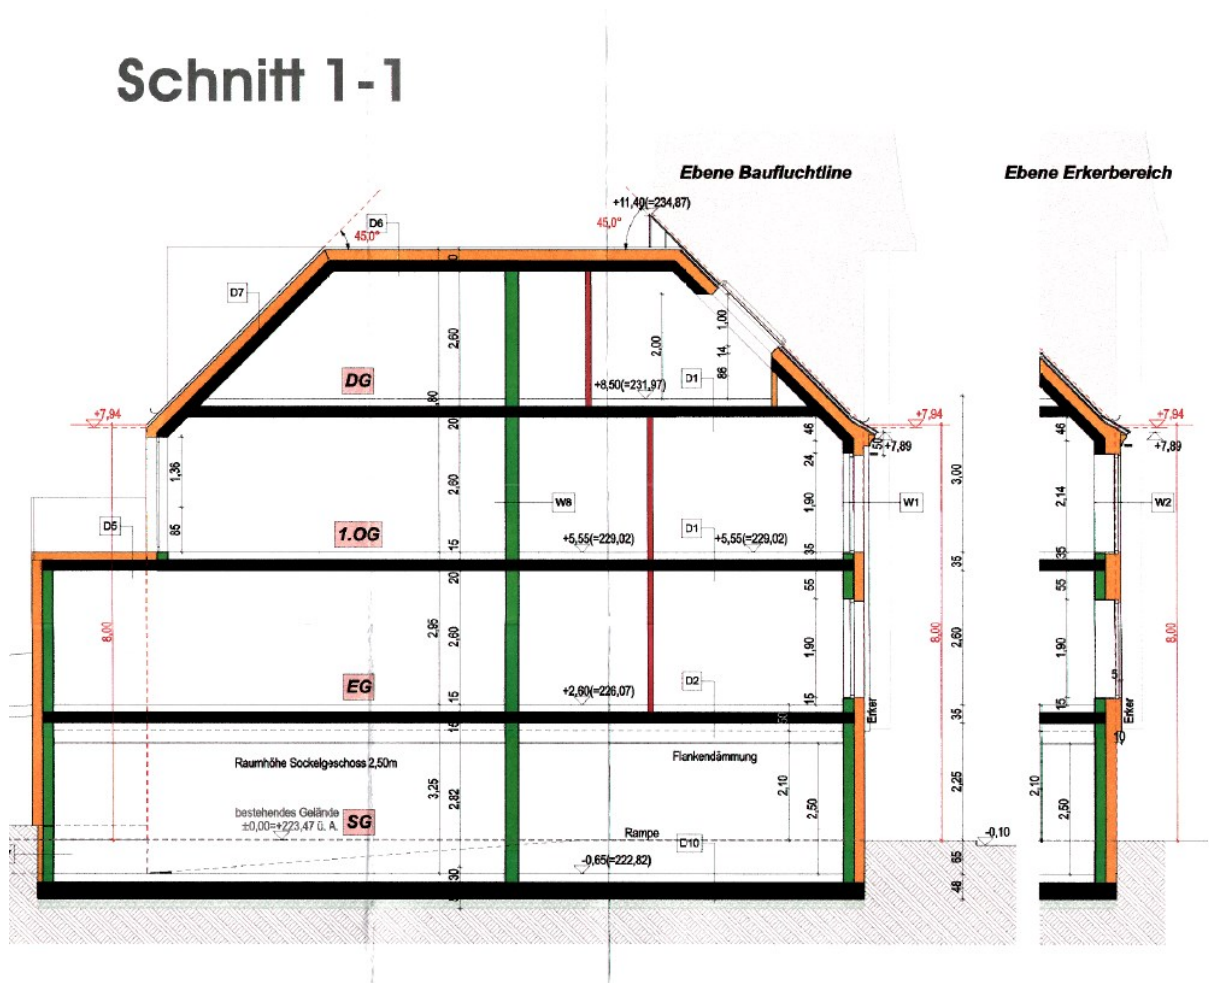 Schnitt 1-1
Ebene Baufluchtline
Ebene Erkerbereich
+11,40(=234,87)
45,0°
D6
45,0°
D7
2,60
2,00
1,00
14
86
D1
+8,50(=231,97)
DG
,80
+7,94
20
46
+7,94
50
+7,89
46
+7,94
+7,89
24
1,36
2,60
W8
1,90
W1
3,00
2,14
W2
85
D5
1.OG
15
+5,55(=229,02)
D1
+5,55(=229,02)
35
35
35
20
55
55
8,00
2,95
2,60
1,90
8,00
2,60
1,90
8,00
EG
15
+2,60(=226,07)
D2
15
Erker
35
5
15
Erker
15
50
10
Raumhöhe Sockelgeschoss 2,50m
Flankendämmung
3,25
2,82
2,10
2,50
2,25
2,10
2,50
bestehendes Gelände
±0,00=+223,47 ü. A.
SG
Rampe
D10
-0,10
-0,65(=222,82)
65
30
48